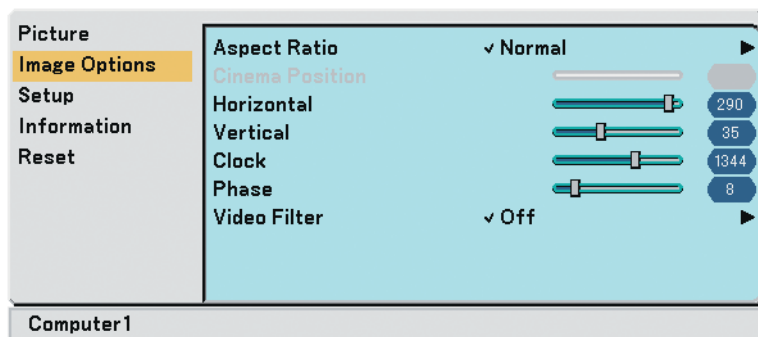 Picture
Image Options
Setup
Information
Reset
Aspect Ratio ✓ Normal
Cinema Position
Horizontal 290
Vertical 35
Clock 1344
Phase 8
Video Filter ✓ Off
Computer1